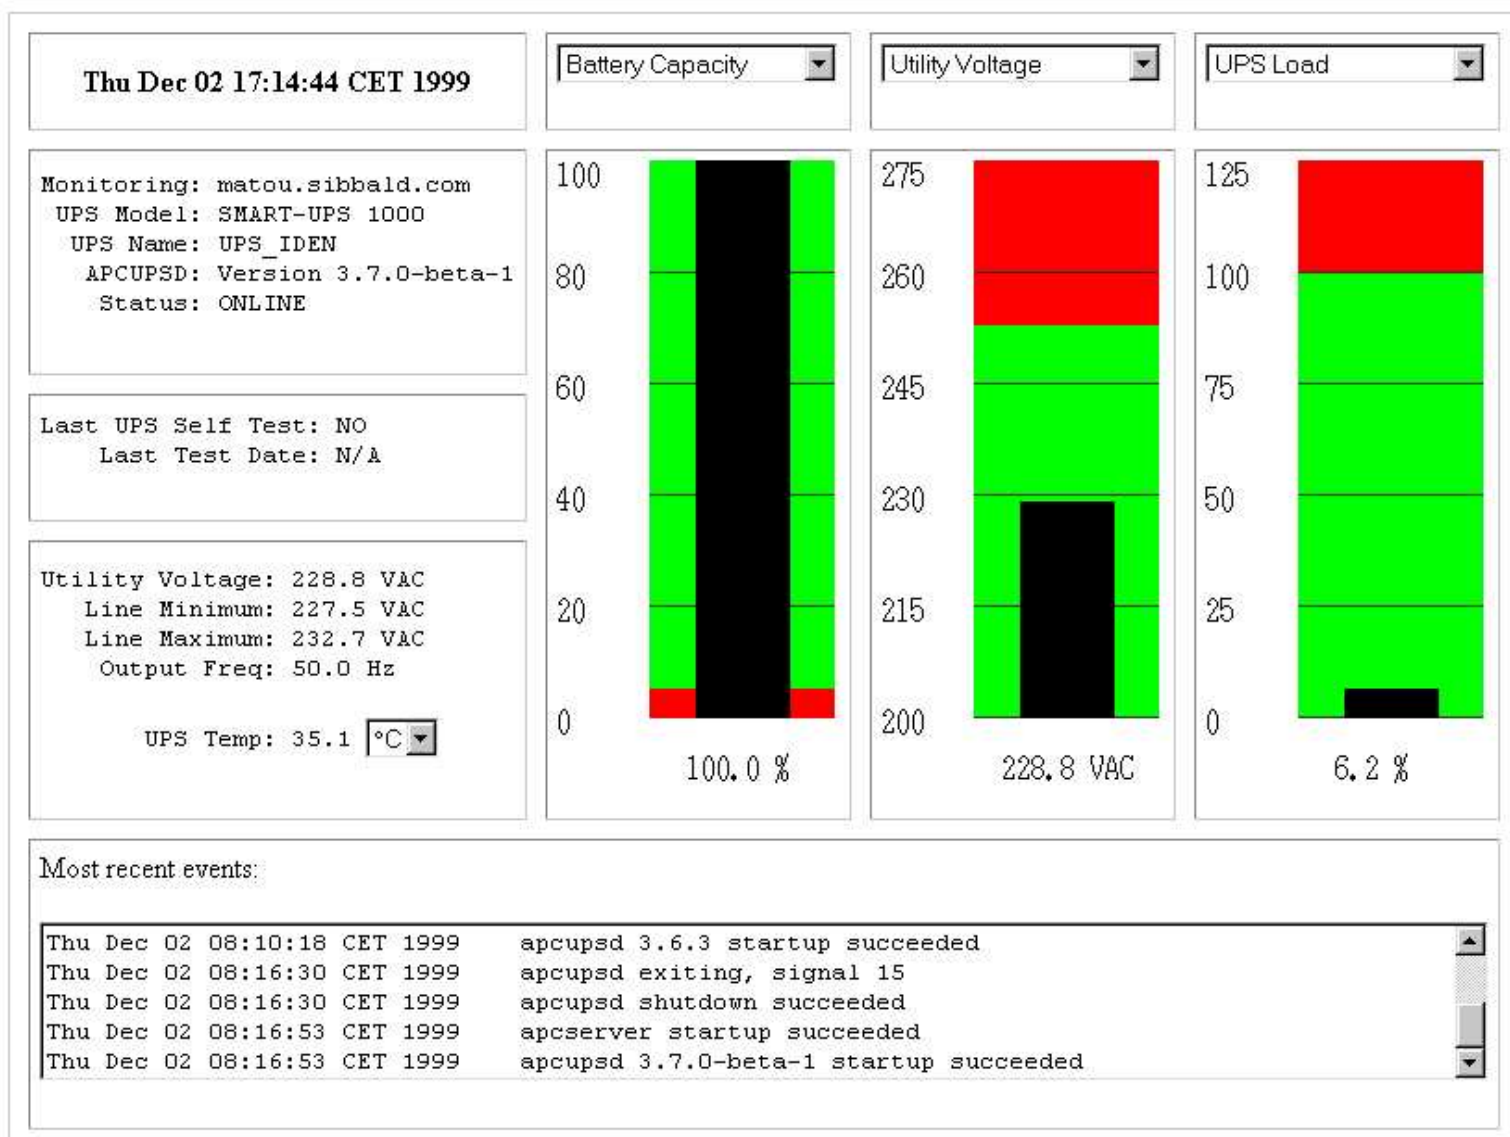 Thu Dec 02 17:14:44 CET 1999
Battery Capacity
Utility Voltage
UPS Load
Monitoring: matou.sibbald.com
UPS Model: SMART-UPS 1000
UPS Name: UPS_IDEN
APCUPSD: Version 3.7.0-beta-1
Status: ONLINE
Last UPS Self Test: NO
Last Test Date: N/A
Utility Voltage: 228.8 VAC
Line Minimum: 227.5 VAC
Line Maximum: 232.7 VAC
Output Freq: 50.0 Hz
UPS Temp: 35.1 °C
100
80
60
40
20
0
100.0 %
275
260
245
230
215
200
228.8 VAC
125
100
75
50
25
0
6.2 %
Most recent events:
Thu Dec 02 08:10:18 CET 1999 apcupsd 3.6.3 startup succeeded
Thu Dec 02 08:16:30 CET 1999 apcupsd exiting, signal 15
Thu Dec 02 08:16:30 CET 1999 apcupsd shutdown succeeded
Thu Dec 02 08:16:53 CET 1999 apcserver startup succeeded
Thu Dec 02 08:16:53 CET 1999 apcupsd 3.7.0-beta-1 startup succeeded